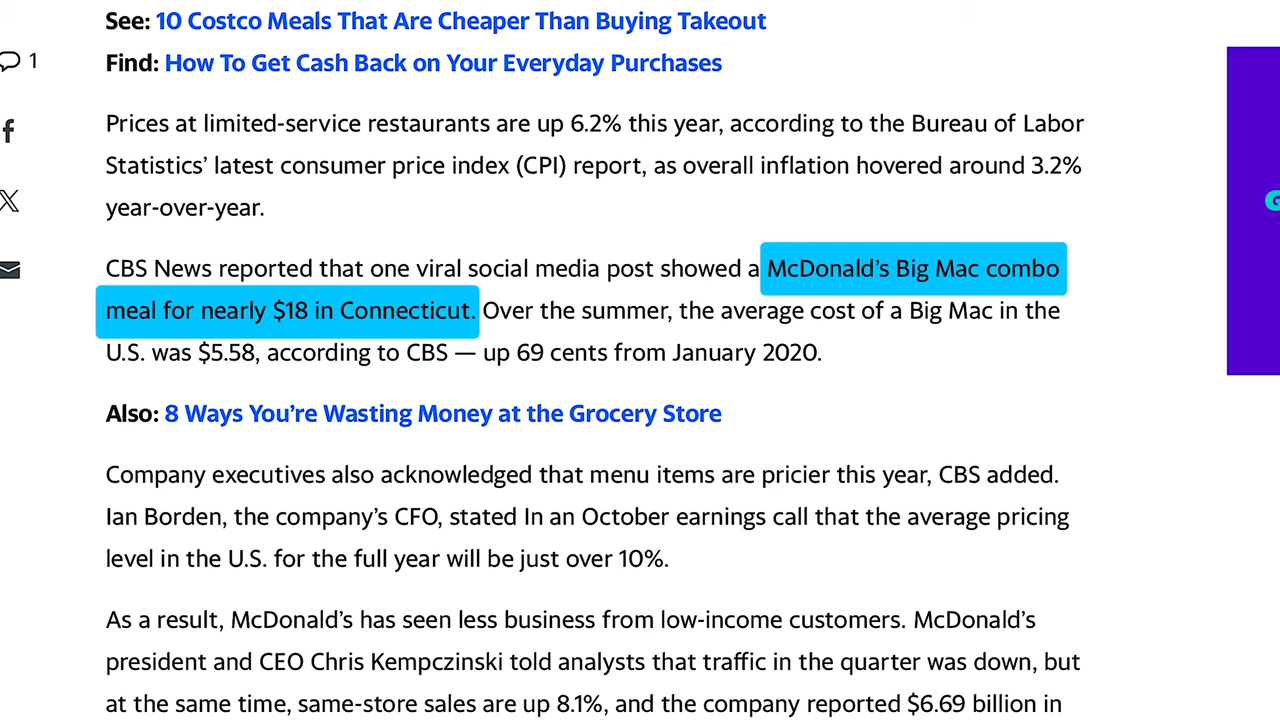 See: 10 Costco Meals That Are Cheaper Than Buying Takeout
1
Find: How To Get Cash Back on Your Everyday Purchases
Prices at limited-service restaurants are up 6.2% this year, according to the Bureau of Labor
Statistics’ latest consumer price index (CPI) report, as overall inflation hovered around 3.2%
year-over-year.
CBS News reported that one viral social media post showed a McDonald’s Big Mac combo
meal for nearly $18 in Connecticut. Over the summer, the average cost of a Big Mac in the
U.S. was $5.58, according to CBS — up 69 cents from January 2020.
Also: 8 Ways You’re Wasting Money at the Grocery Store
Company executives also acknowledged that menu items are pricier this year, CBS added.
Ian Borden, the company’s CFO, stated In an October earnings call that the average pricing
level in the U.S. for the full year will be just over 10%.
As a result, McDonald’s has seen less business from low-income customers. McDonald’s
president and CEO Chris Kempczinski told analysts that traffic in the quarter was down, but
at the same time, same-store sales are up 8.1%, and the company reported $6.69 billion in